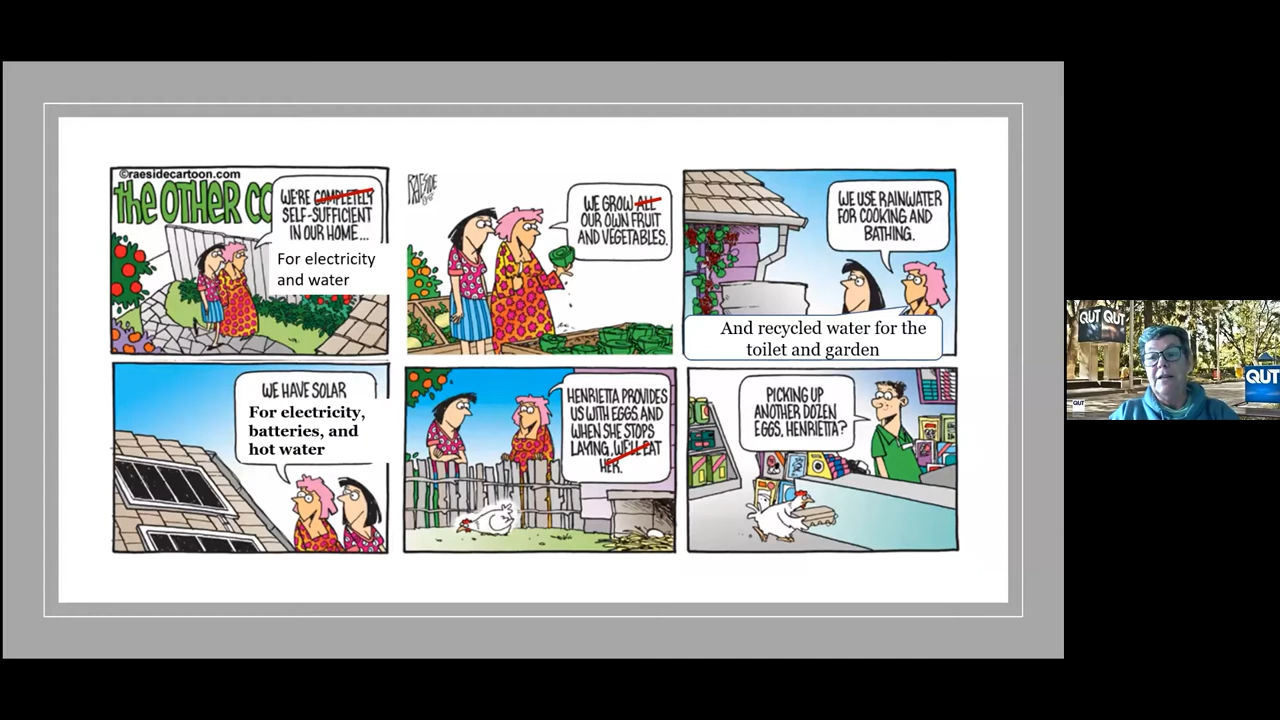 ©raesidecartoon.com
the OTHER CO
WE'RE COMPLETELY
SELF-SUFFICIENT
IN OUR HOME...
For electricity
and water
RAESIDE
WE GROW ALL
OUR OWN FRUIT
AND VEGETABLES.
WE USE RAINWATER
FOR COOKING AND
BATHING.
And recycled water for the
toilet and garden
WE HAVE SOLAR
For electricity,
batteries, and
hot water
HENRIETTA PROVIDES
US WITH EGGS. AND
WHEN SHE STOPS
LAYING, WE'LL EAT
HER.
PICKING UP
ANOTHER DOZEN
EGGS, HENRIETTA?
QUT QUT
QUT
QUT